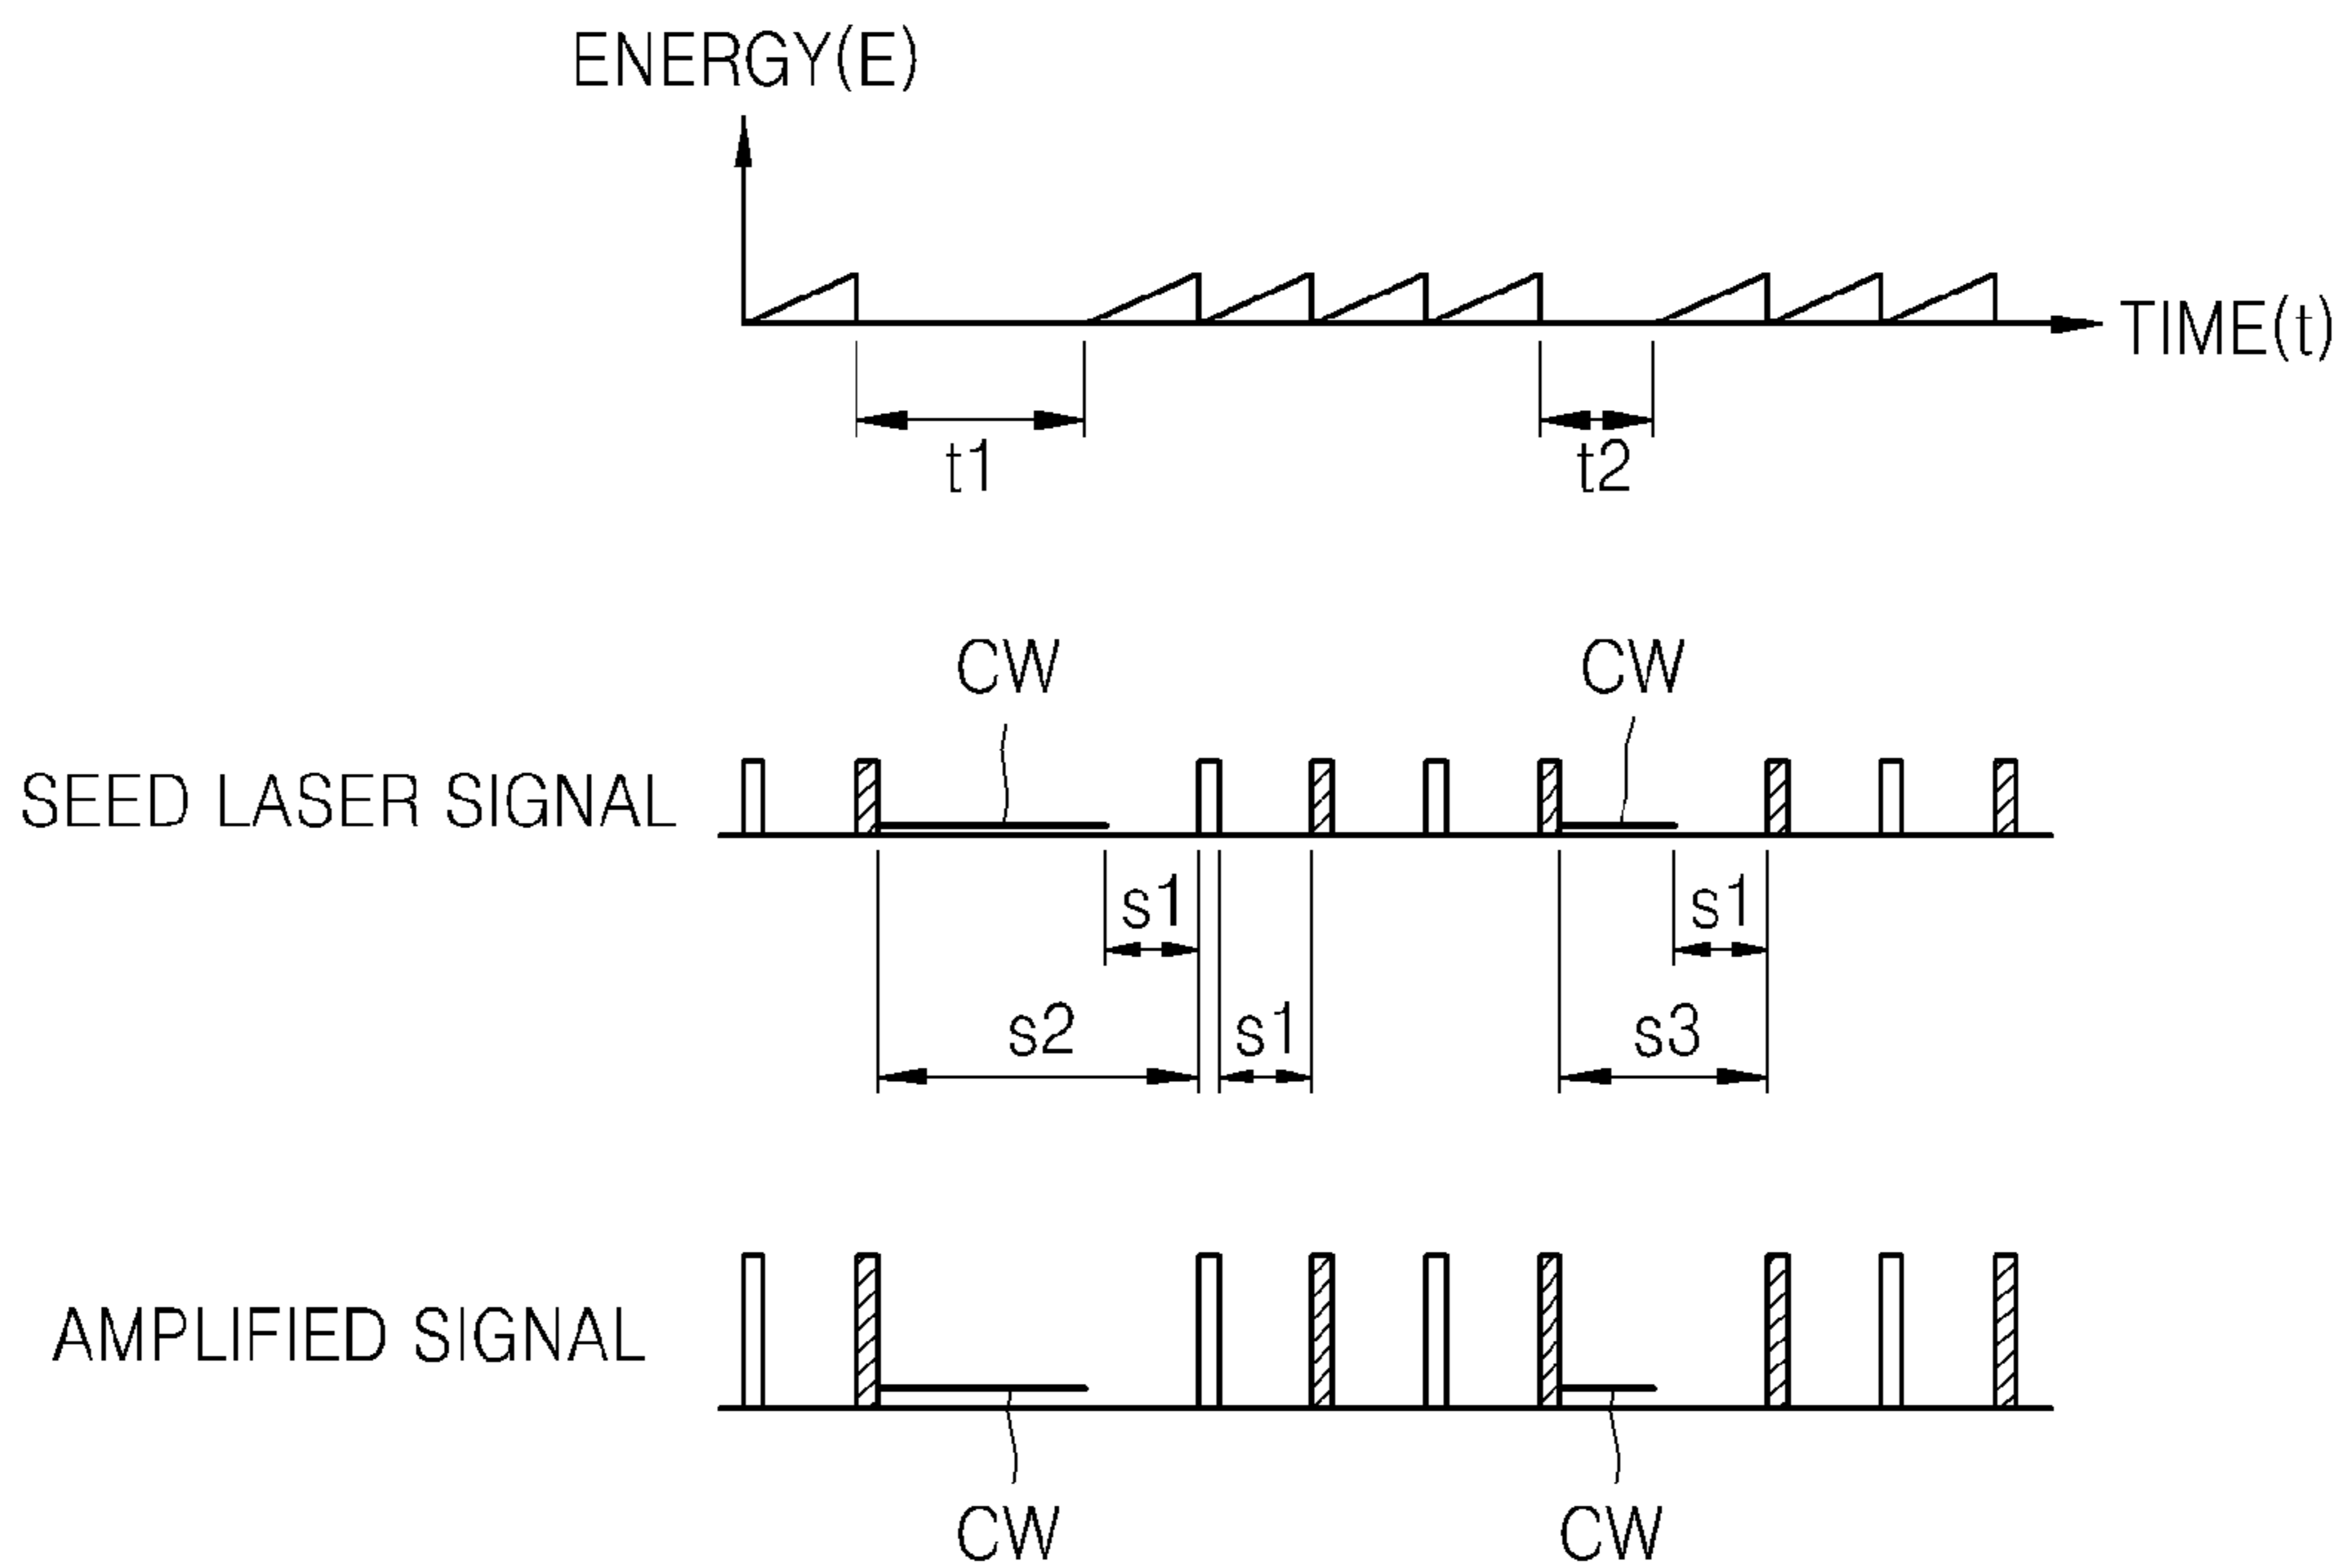 ENERGY(E)
TIME(t)
t1
t2
CW
CW
SEED LASER SIGNAL
s1
s1
s2
s1
s3
AMPLIFIED SIGNAL
CW
CW